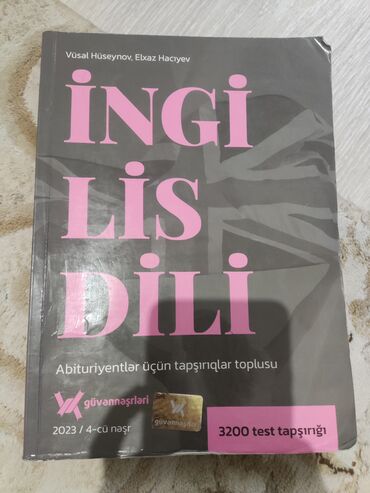 Vüsal Hüseynov, Elxaz Hacıyev
İNGİ
LİS
DİLİ
Abituriyentlər üçün tapşırıqlar toplusu
güvənnəşrləri
2023 / 4-cü nəşr
3200 test tapşırığı